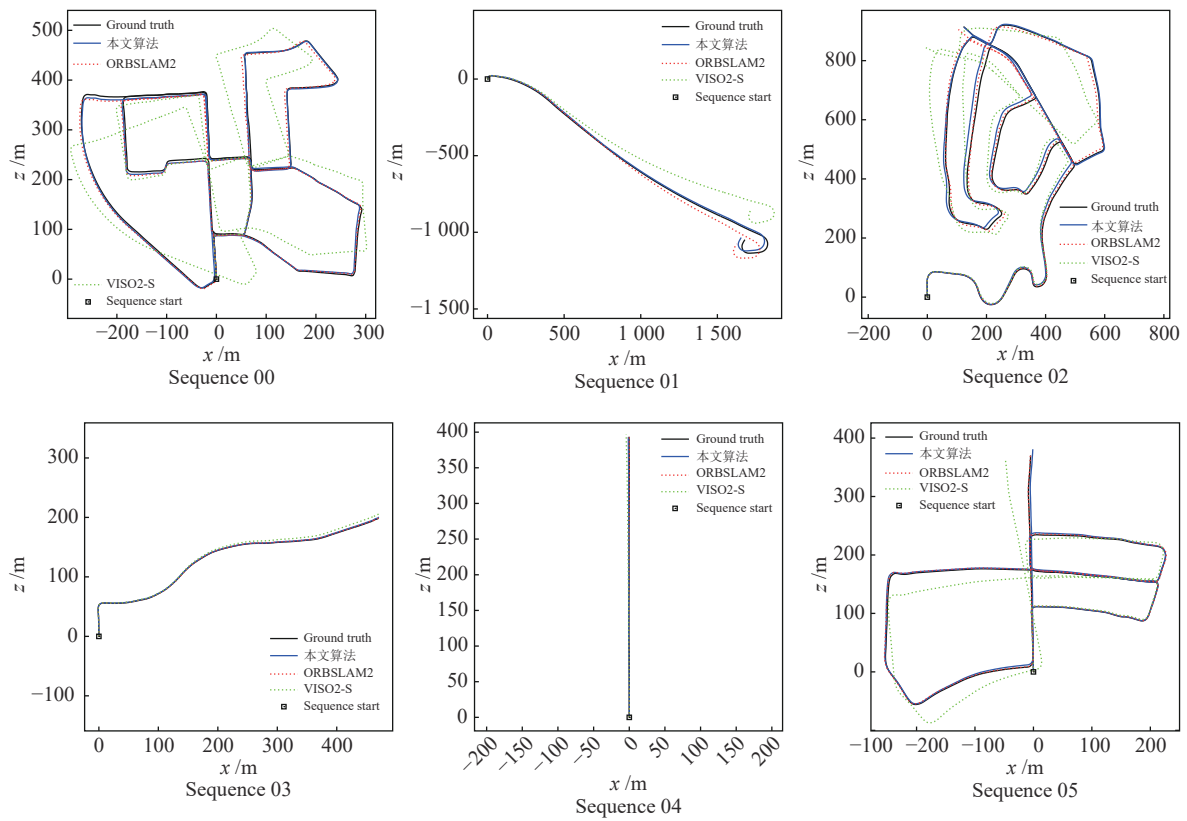 500
400
300
200
100
0
z /m
Ground truth
本文算法
ORBSLAM2
VISO2-S
Sequence start
−200
−100
0
100
200
300
x /m
Sequence 00
0
−500
−1 000
−1 500
z /m
Ground truth
本文算法
ORBSLAM2
VISO2-S
Sequence start
0
500
1 000
1 500
x /m
Sequence 01
800
600
400
200
0
z /m
Ground truth
本文算法
ORBSLAM2
VISO2-S
Sequence start
−200
0
200
400
600
800
x /m
Sequence 02
300
200
100
0
−100
z /m
Ground truth
本文算法
ORBSLAM2
VISO2-S
Sequence start
0
100
200
300
400
x /m
Sequence 03
400
350
300
250
200
150
100
50
0
z /m
Ground truth
本文算法
ORBSLAM2
VISO2-S
Sequence start
−200
−150
−100
−50
0
50
100
150
200
x /m
Sequence 04
400
300
200
100
0
z /m
Ground truth
本文算法
ORBSLAM2
VISO2-S
Sequence start
−100
−200
−100
0
100
200
x /m
Sequence 05